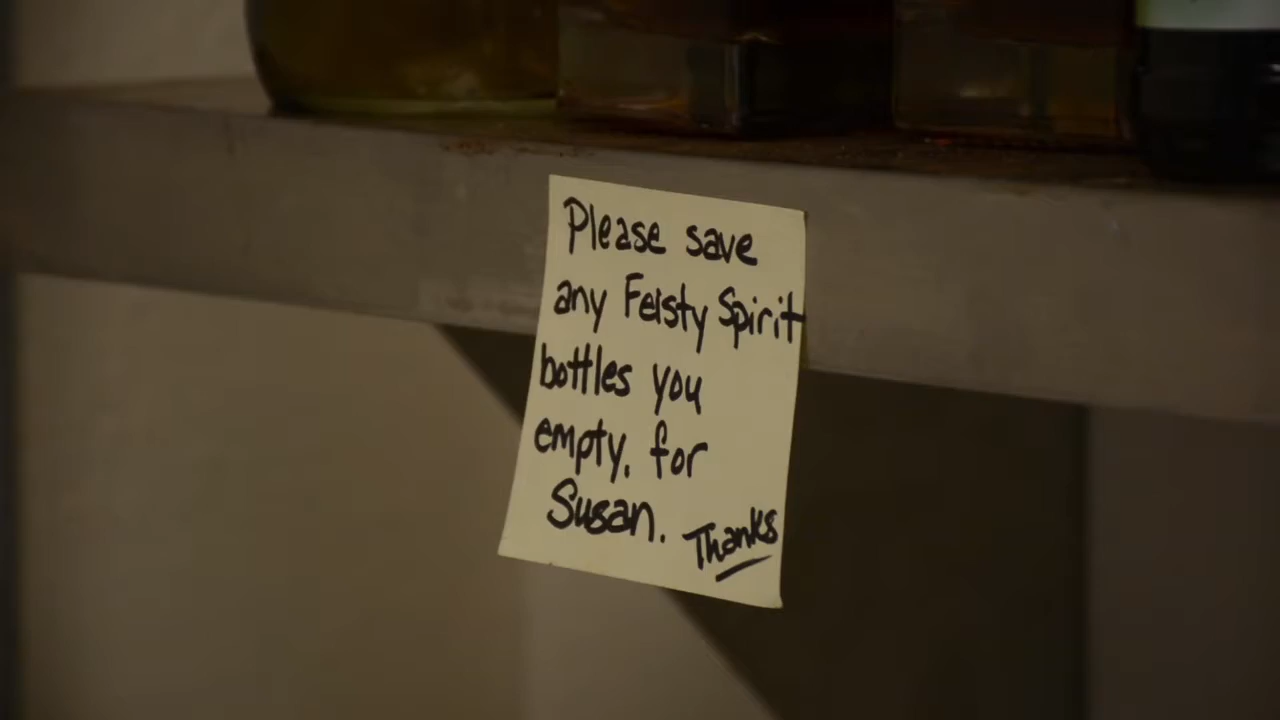 Please save
any Feisty Spirit
bottles you
empty. for
Susan. Thanks